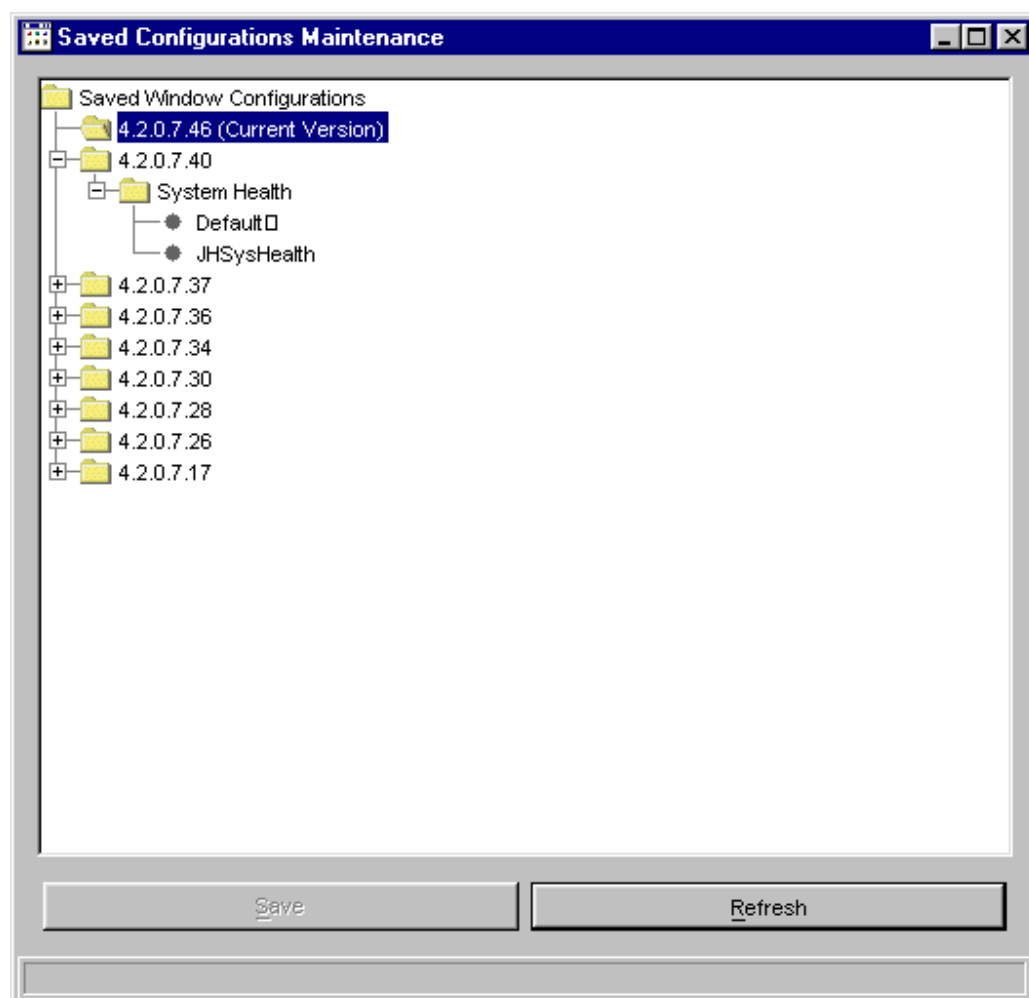 Saved Configurations Maintenance
Saved Window Configurations
4.2.0.7.46 (Current Version)
4.2.0.7.40
System Health
Default□
JHSysHealth
4.2.0.7.37
4.2.0.7.36
4.2.0.7.34
4.2.0.7.30
4.2.0.7.28
4.2.0.7.26
4.2.0.7.17
Save Refresh